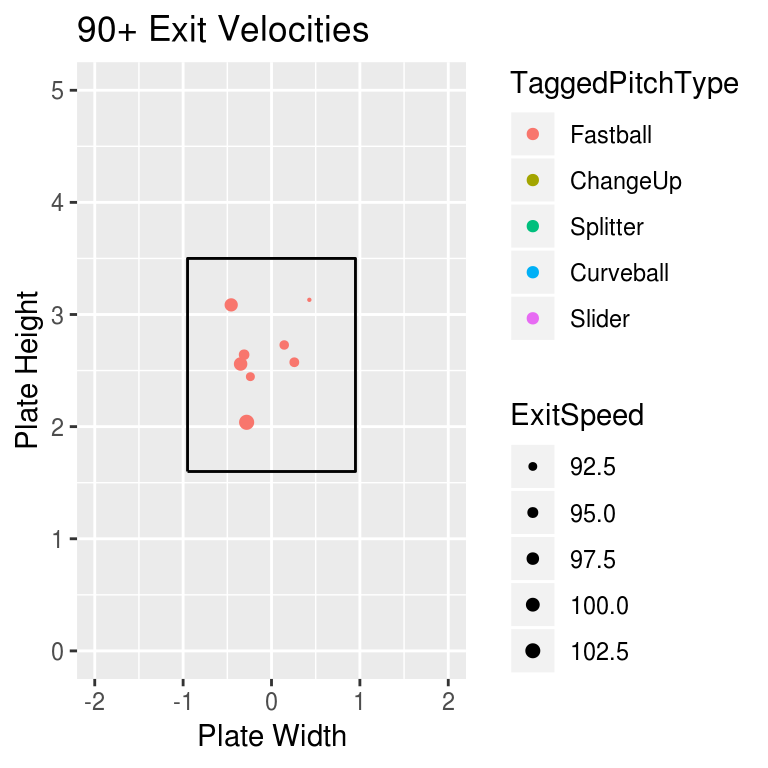 90+ Exit Velocities
5
4
3
2
1
0
-2 -1 0 1 2
Plate Height
Plate Width
TaggedPitchType
Fastball
ChangeUp
Splitter
Curveball
Slider
ExitSpeed
92.5
95.0
97.5
100.0
102.5